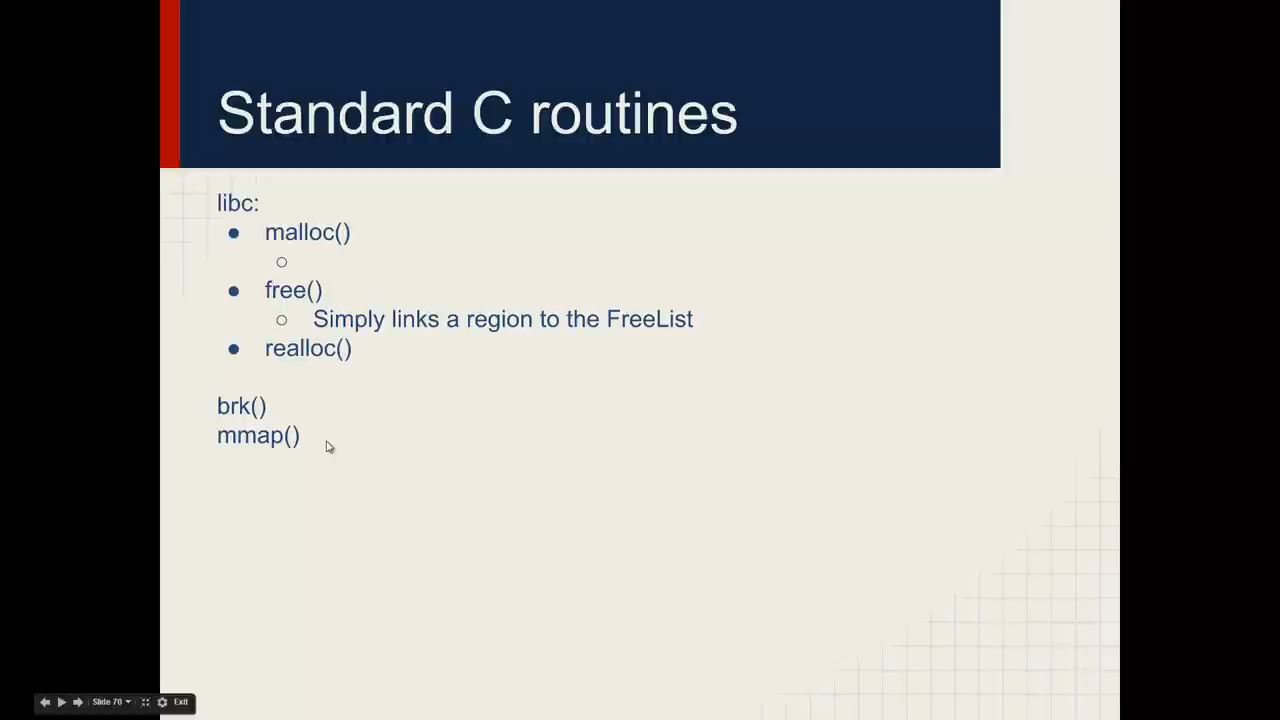 Standard C routines
libc:
● malloc()
○
● free()
○ Simply links a region to the FreeList
● realloc()
brk()
mmap()
Slide 70
Exit